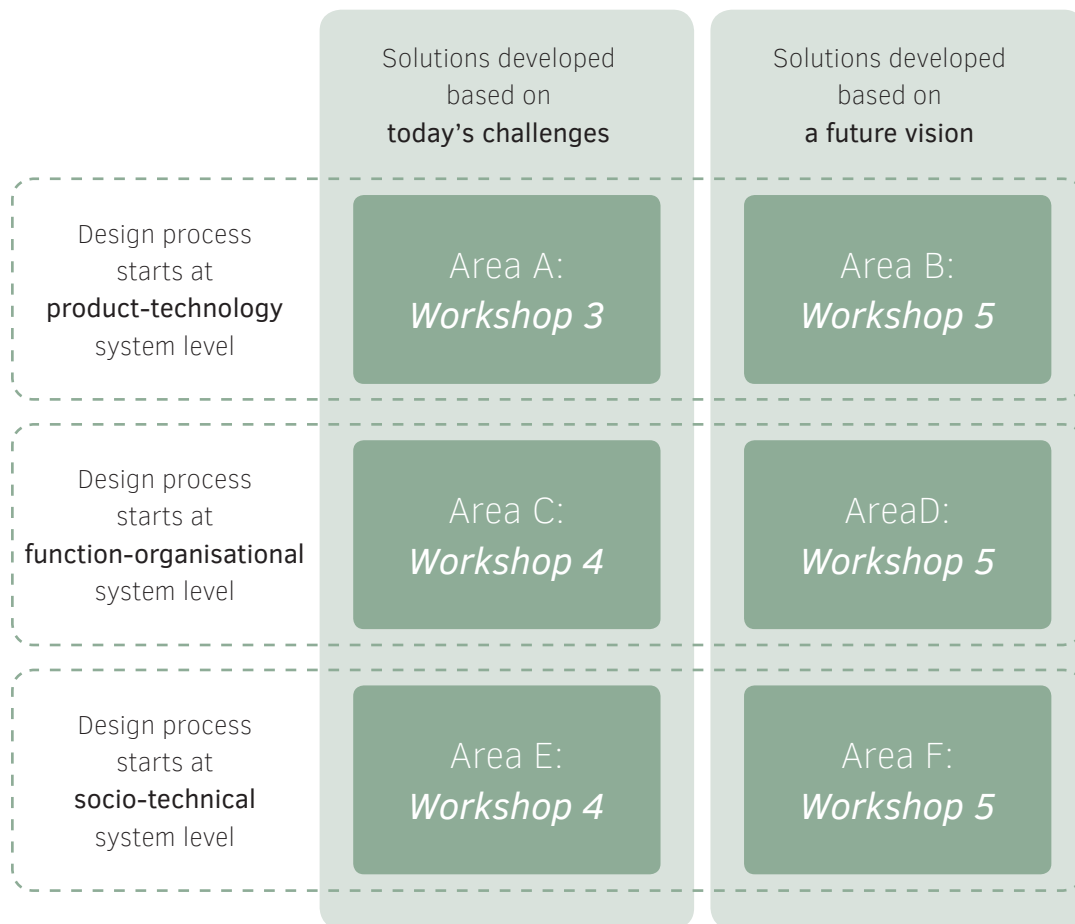 Solutions developed
based on
today's challenges
Solutions developed
based on
a future vision
Design process
starts at
product-technology
system level
Area A:
Workshop 3
Area B:
Workshop 5
Design process
starts at
function-organisational
system level
Area C:
Workshop 4
AreaD:
Workshop 5
Design process
starts at
socio-technical
system level
Area E:
Workshop 4
Area F:
Workshop 5